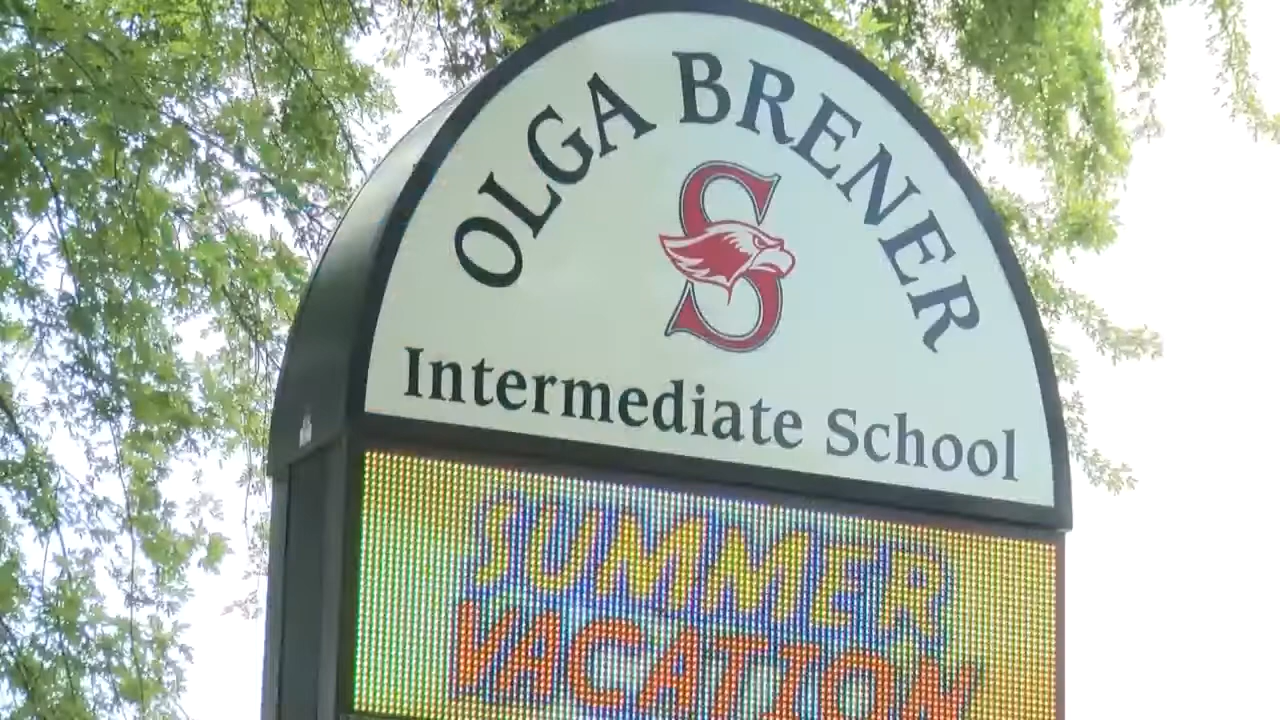 OLGA BRENER
S
Intermediate School
SUMMER
VACATION